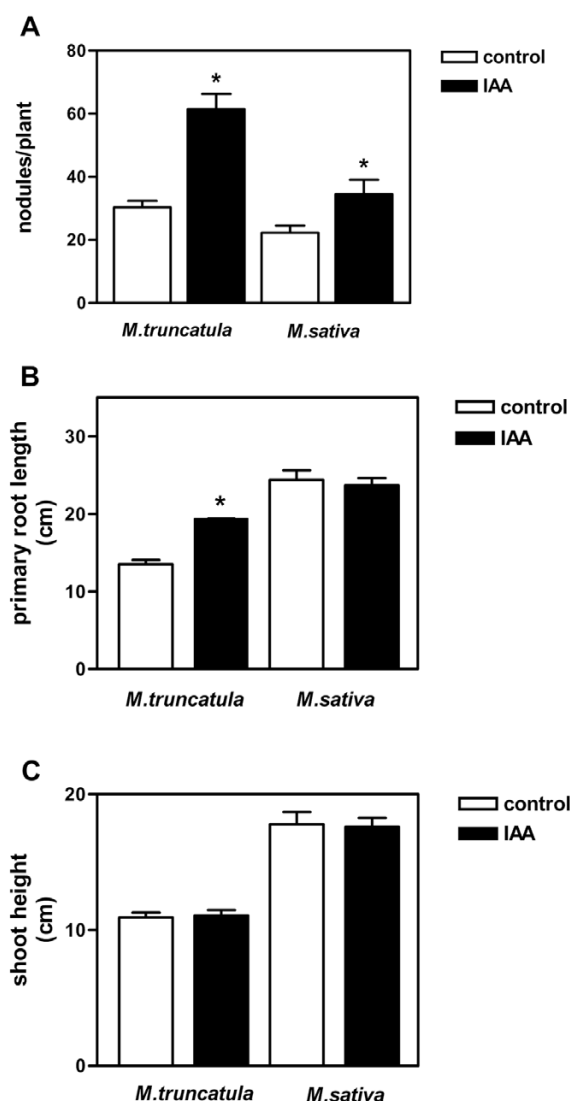 A
control
IAA
nodules/plant
80
60
40
20
0
*
*
M.truncatula
M.sativa
B
control
IAA
primary root length
(cm)
30
20
10
0
*
M.truncatula
M.sativa
C
control
IAA
shoot height
(cm)
20
10
0
M.truncatula
M.sativa